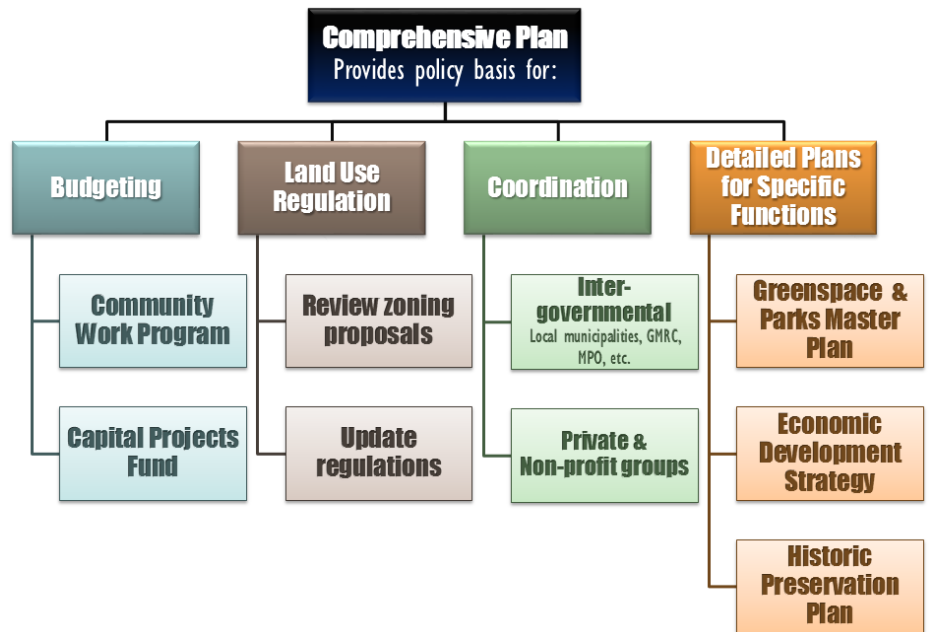 Comprehensive Plan
Provides policy basis for:
Budgeting
Land Use
Regulation
Coordination
Detailed Plans
for Specific
Functions
Community
Work Program
Review zoning
proposals
Inter-
governmental
Local municipalities, GMRC,
MPO, etc.
Greenspace &
Parks Master
Plan
Capital Projects
Fund
Update
regulations
Private &
Non-profit groups
Economic
Development
Strategy
Historic
Preservation
Plan